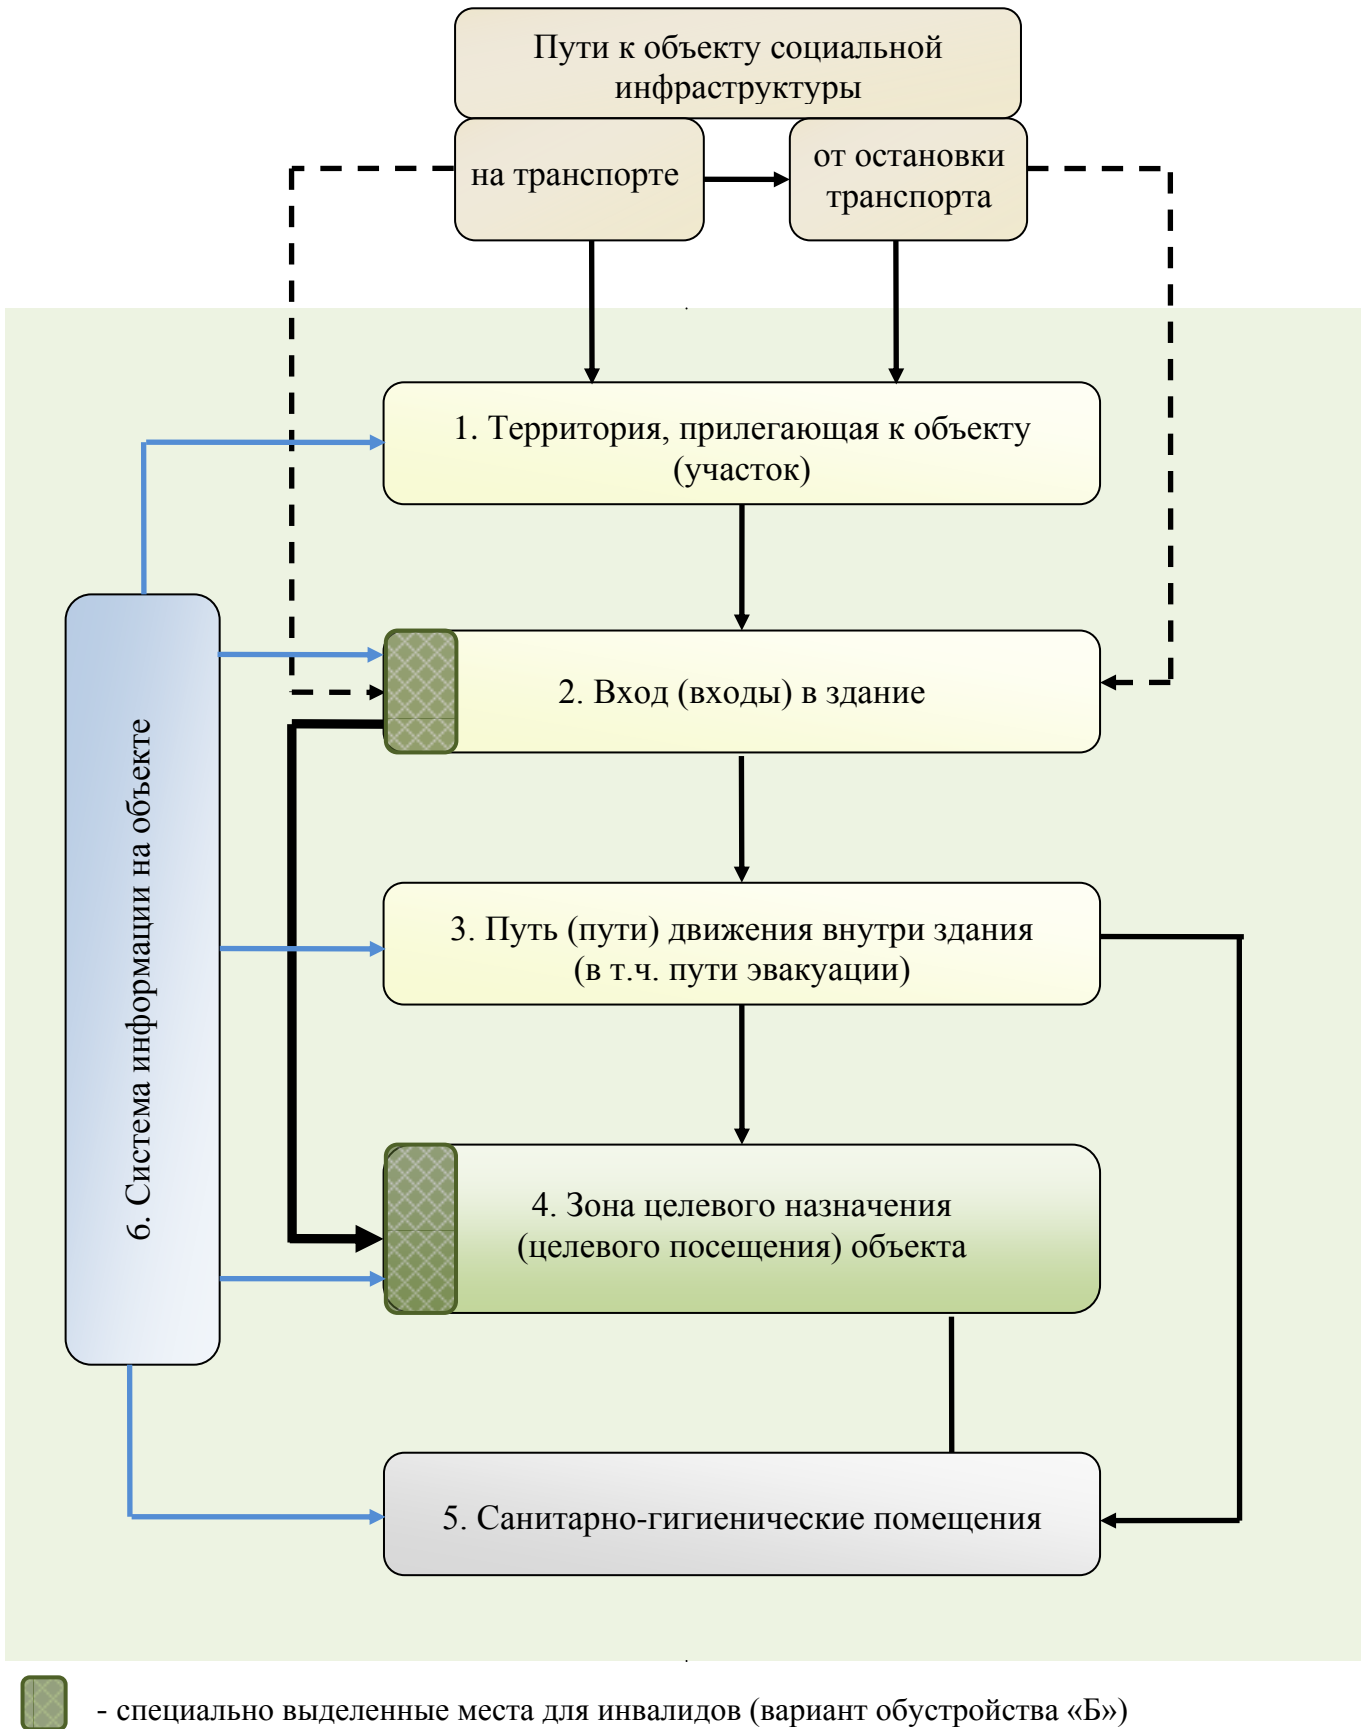 Пути к объекту социальной
инфраструктуры
на транспорте
от остановки
транспорта
1. Территория, прилегающая к объекту
(участок)
2. Вход (входы) в здание
3. Путь (пути) движения внутри здания
(в т.ч. пути эвакуации)
4. Зона целевого назначения
(целевого посещения) объекта
5. Санитарно-гигиенические помещения
6. Система информации на объекте
- специально выделенные места для инвалидов (вариант обустройства «Б»)